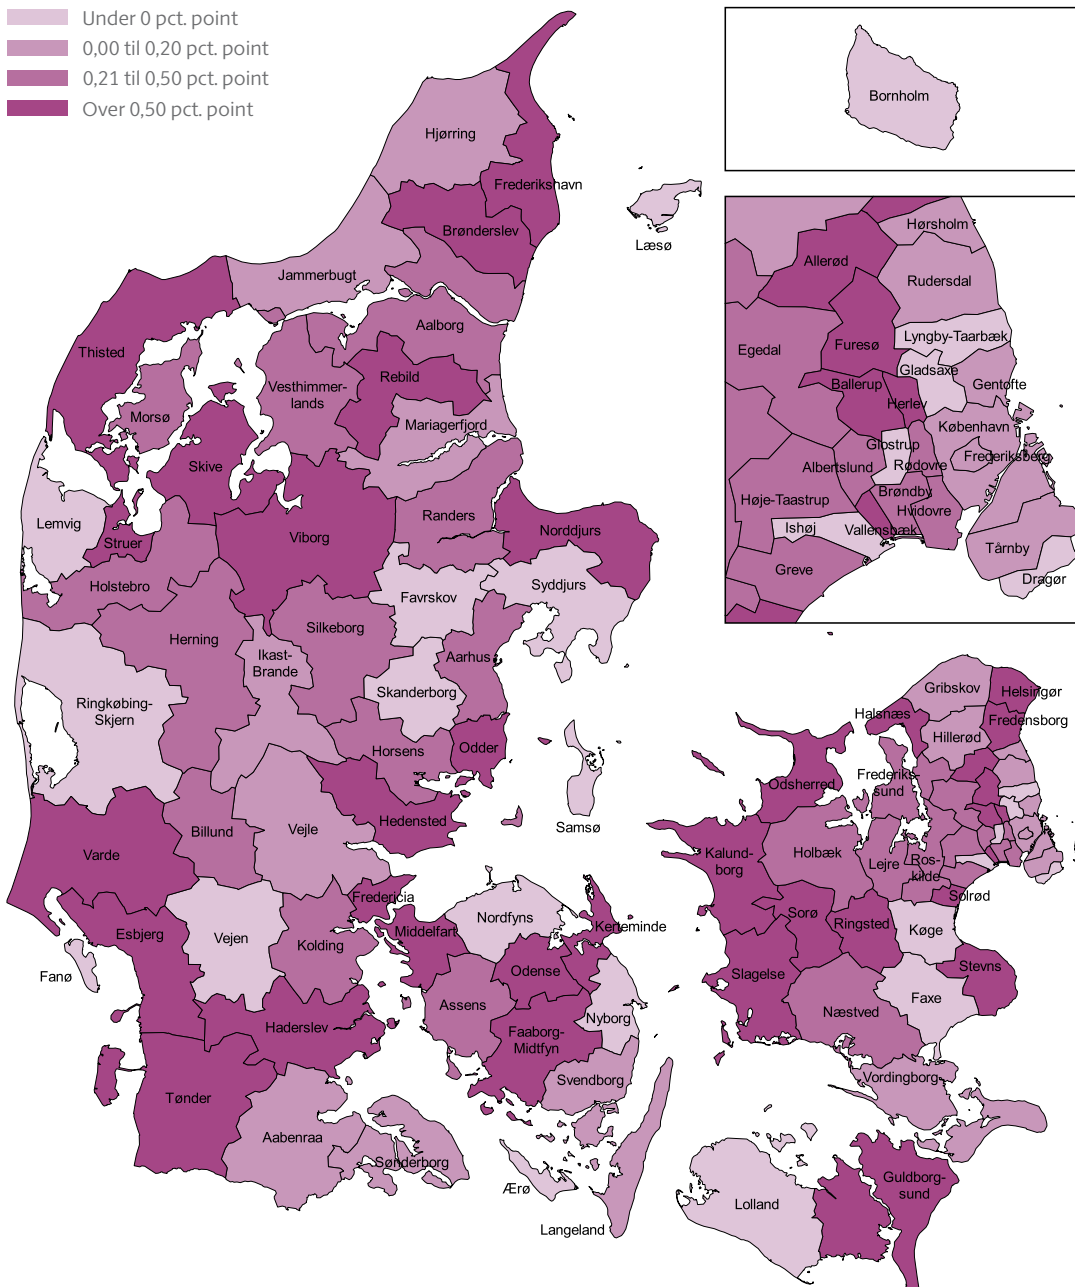 Under 0 pct. point
0,00 til 0,20 pct. point
0,21 til 0,50 pct. point
Over 0,50 pct. point
Hjørring
Frederikshavn
Brønderslev
Læsø
Jammerbugt
Aalborg
Thisted
Rebild
Vesthimmer-
lands
Morsø
Mariagerfjord
Skive
Lemvig
Struer
Viborg
Randers
Norddjurs
Holstebro
Favrskov
Syddjurs
Herning
Silkeborg
Ikast-
Brande
Aarhus
Skanderborg
Ringkøbing-
Skjern
Horsens
Odder
Samsø
Hedensted
Billund
Vejle
Varde
Fredericia
Esbjerg
Vejen
Kolding
Middelfart
Nordfyns
Kerteminde
Fanø
Odense
Assens
Nyborg
Haderslev
Faaborg-
Midtfyn
Svendborg
Tønder
Aabenraa
Sønderborg
Ærø
Langeland
Bornholm
Hørsholm
Allerød
Rudersdal
Lyngby-Taarbæk
Egedal
Furesø
Gladsaxe
Ballerup
Gentofte
Herlev
København
Glostrup
Frederiksberg
Albertslund
Rødovre
Høje-Taastrup
Brøndby
Hvidovre
Ishøj
Vallensbæk
Tårnby
Greve
Dragør
Gribskov
Helsingør
Halsnæs
Fredensborg
Hillerød
Odsherred
Frederiks-
sund
Kalund-
borg
Holbæk
Lejre
Ros-
kilde
Solrød
Sorø
Ringsted
Køge
Slagelse
Stevns
Næstved
Faxe
Vordingborg
Guldborg-
sund
Lolland